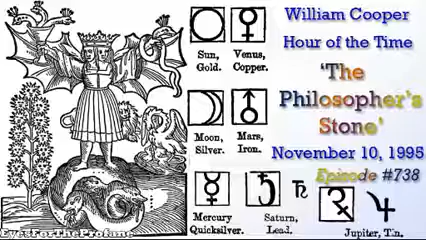 William Cooper
Hour of the Time
'The
Philosopher's
Stone'
November 10, 1995
Episode #738
Sun, Venus,
Gold. Copper.
Moon, Mars,
Silver. Iron.
Mercury Saturn,
Quicksilver. Lead.
Jupiter, Tin.
EyesForTheProfane